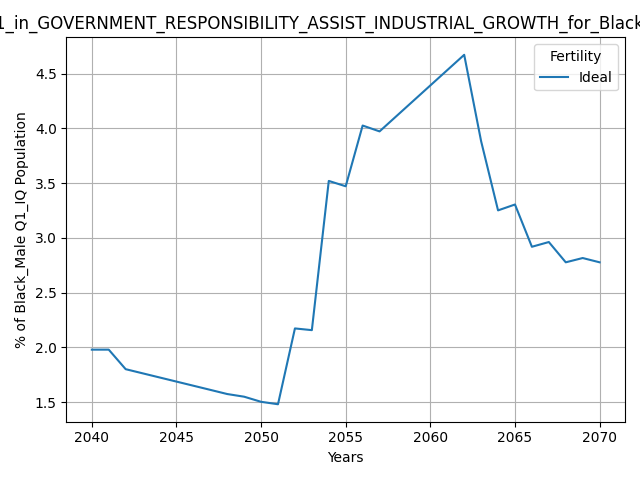 1_in_GOVERNMENT_RESPONSIBILITY_ASSIST_INDUSTRIAL_GROWTH_for_Black
Fertility
Ideal
% of Black_Male Q1_IQ Population
4.5
4.0
3.5
3.0
2.5
2.0
1.5
2040 2045 2050 2055 2060 2065 2070
Years